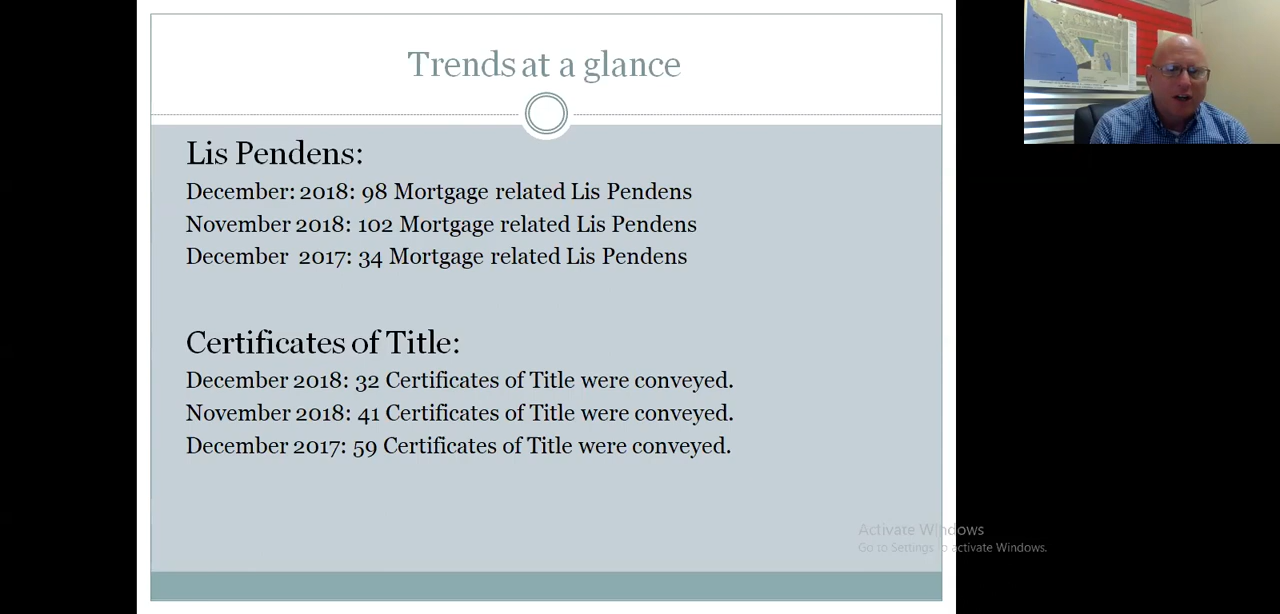 Trends at a glance
Lis Pendens:
December: 2018: 98 Mortgage related Lis Pendens
November 2018: 102 Mortgage related Lis Pendens
December  2017: 34 Mortgage related Lis Pendens
Certificates of Title:
December 2018: 32 Certificates of Title were conveyed.
November 2018: 41 Certificates of Title were conveyed.
December 2017: 59 Certificates of Title were conveyed.
Activate Windows
Go to Settings to activate Windows.